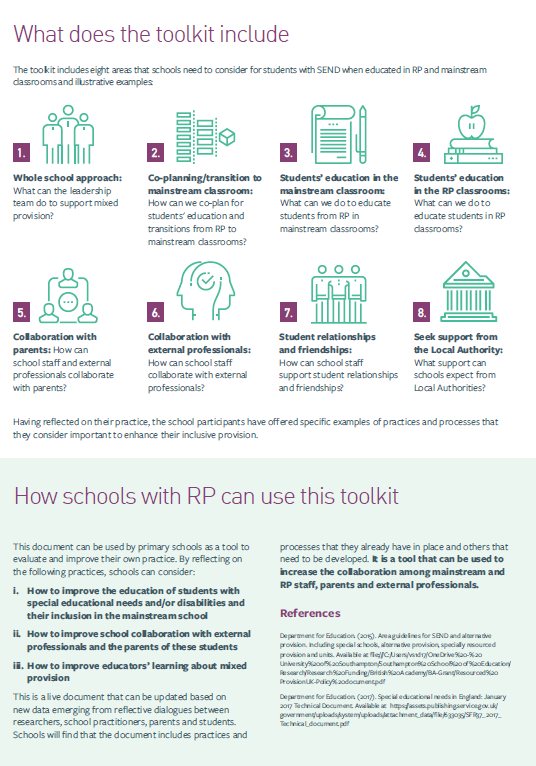 What does the toolkit include
The toolkit includes eight areas that schools need to consider for students with SEND when educated in RP and mainstream
classrooms and illustrative examples:
1.
Whole school approach:
What can the leadership
team do to support mixed
provision?
2.
Co-planning/transition to
mainstream classroom:
How can we co-plan for
students' education and
transitions from RP to
mainstream classrooms?
3.
Students' education in the
mainstream classroom:
What can we do to educate
students from RP in
mainstream classrooms?
4.
Students' education
in the RP classrooms:
What can we do to
educate students in RP
classrooms?
5.
Collaboration with
parents: How can
school staff and external
professionals collaborate
with parents?
6.
Collaboration with
external professionals:
How can school staff
collaborate with external
professionals?
7.
Student relationships
and friendships:
How can school staff
support student relationships
and friendships?
8.
Seek support from
the Local Authority:
What support can
schools expect from
Local Authorities?
Having reflected on their practice, the school participants have offered specific examples of practices and processes that
they consider important to enhance their inclusive provision.
How schools with RP can use this toolkit
This document can be used by primary schools as a tool to
evaluate and improve their own practice. By reflecting on
the following practices, schools can consider:
i. How to improve the education of students with
special educational needs and/or disabilities and
their inclusion in the mainstream school
ii. How to improve school collaboration with external
professionals and the parents of these students
iii. How to improve educators' learning about mixed
provision
This is a live document that can be updated based on
new data emerging from reflective dialogues between
researchers, school practitioners, parents and students.
Schools will find that the document includes practices and
processes that they already have in place and others that
need to be developed. It is a tool that can be used to
increase the collaboration among mainstream and
RP staff, parents and external professionals.
References
Department for Education. (2015). Area guidelines for SEND and alternative
provision. Including special schools, alternative provision, specially resourced
provision and units. Available at file:///C:/Users/vsn1t7/OneDrive%20-%20
University%20of%20Southampton/Southampton%20School%20of%20Education/
Research/Research%20Funding/British%20Academy/BA-Grant/Resourced%20
ProvisionUK-Policy%20document.pdf
Department for Education. (2017). Special educational needs in England: January
2017 Technical Document. Available at https://assets.publishing.service.gov.uk/
government/uploads/system/uploads/attachment_data/file/633035/SFR37_2017_
Technical_document.pdf